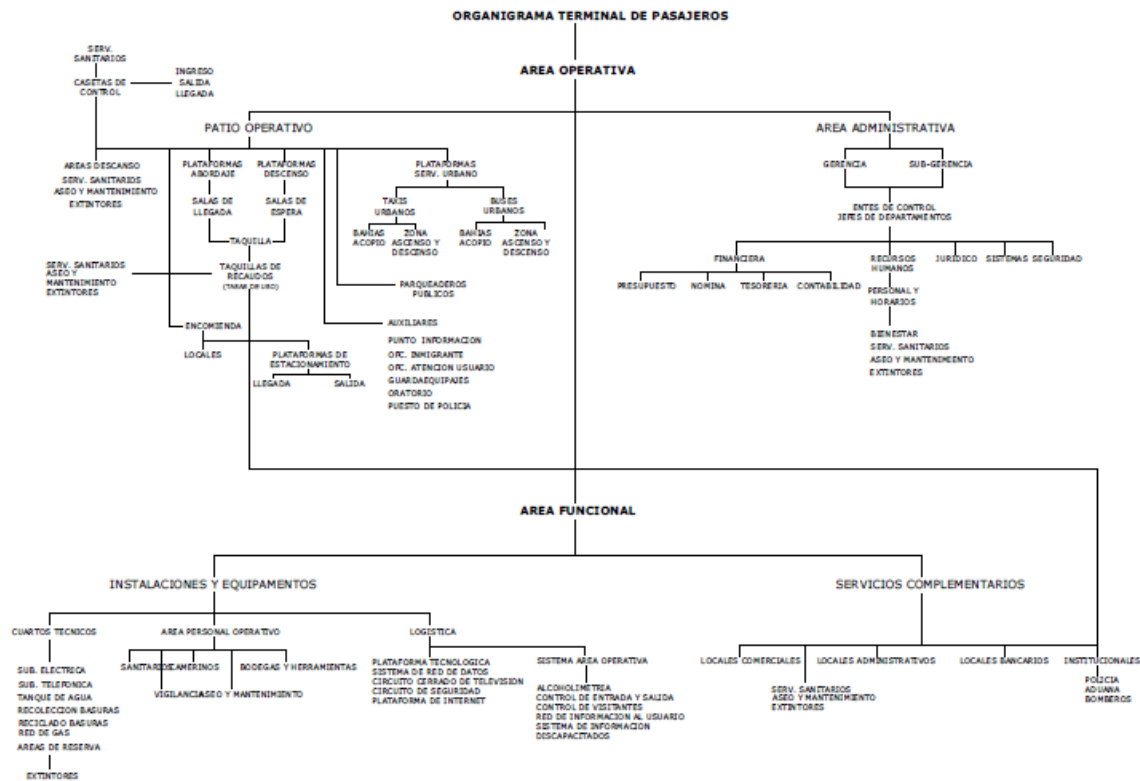 ORGANIGRAMA TERMINAL DE PASAJEROS
SERV.
SANITARIOS
CASETAS DE
CONTROL
INGRESO
SALIDA
LLEGADA
AREA OPERATIVA
PATIO OPERATIVO
AREA ADMINISTRATIVA
AREAS DESCANSO
SERV. SANITARIOS
ASEO Y MANTENIMIENTO
EXTINTORES
PLATAFORMAS
ABORDAJE
PLATAFORMAS
DESCENSO
SALAS DE
LLEGADA
SALAS DE
ESPERA
TAQUILLA
SERV. SANITARIOS
ASEO Y
MANTENIMIENTO
EXTINTORES
TAQUILLAS DE
RECAUDOS
(TASAS DE USO)
PLATAFORMAS
SERV. URBANO
TAXIS
URBANOS
BUSES
URBANOS
BAHIAS
ACOPIO
ZONA
ASCENSO Y
DESCENSO
BAHIAS
ACOPIO
ZONA
ASCENSO Y
DESCENSO
PARQUEADEROS
PUBLICOS
ENCOMIENDA
LOCALES
PLATAFORMAS DE
ESTACIONAMIENTO
LLEGADA
SALIDA
AUXILIARES
PUNTO INFORMACION
OFC. INMIGRANTE
OFC. ATENCION USUARIO
GUARDAEQUIPAJES
ORATORIO
PUESTO DE POLICIA
GERENCIA
SUB-GERENCIA
ENTES DE CONTROL
JEFES DE DEPARTAMENTOS
FINANCIERA
RECURSOS
HUMANOS
JURÍDICO
SISTEMAS
SEGURIDAD
PRESUPUESTO
NOMINA
TESORERIA
CONTABILIDAD
PERSONAL Y
HORARIOS
BIENESTAR
SERV. SANITARIOS
ASEO Y MANTENIMIENTO
EXTINTORES
AREA FUNCIONAL
INSTALACIONES Y EQUIPAMENTOS
SERVICIOS COMPLEMENTARIOS
CUARTOS TECNICOS
SUB. ELECTRICA
SUB. TELEFONICA
TANQUE DE AGUA
RECOLECCION BASURAS
RECICLADO BASURAS
RED DE GAS
AREAS DE RESERVA
EXTINTORES
AREA PERSONAL OPERATIVO
SANITARIOS
CAMERINOS
BODEGAS Y HERRAMIENTAS
VIGILANCIA
ASEO Y MANTENIMIENTO
LOGISTICA
PLATAFORMA TECNOLOGICA
SISTEMA DE RED DE DATOS
CIRCUITO CERRADO DE TELEVISION
CIRCUITO DE SEGURIDAD
PLATAFORMA DE INTERNET
SISTEMA AREA OPERATIVA
ALCOHOLIMETRIA
CONTROL DE ENTRADA Y SALIDA
CONTROL DE VISITANTES
RED DE INFORMACION AL USUARIO
SISTEMA DE INFORMACION
DISCAPACITADOS
LOCALES COMERCIALES
LOCALES ADMINISTRATIVOS
LOCALES BANCARIOS
INSTITUCIONALES
SERV. SANITARIOS
ASEO Y MANTENIMIENTO
EXTINTORES
POLICIA
ADUANA
BOMBEROS